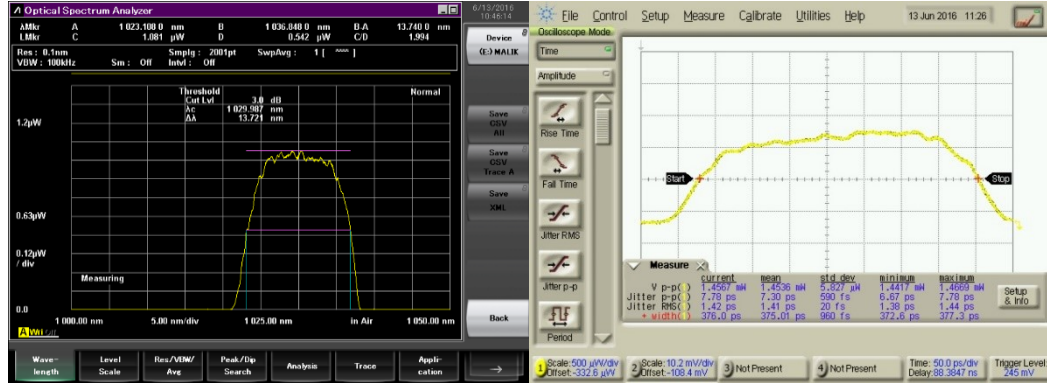 Optical Spectrum Analyzer
6/13/2016
10:46:14
λMkr A 1 023.108 0 nm B 1 036.848 0 nm B-A 13.740 0 nm
LMkr C 1.081 µW D 0.542 µW C/D 1.994
Res : 0.1nm Smplg : 2001pt SwpAvg : 1 [ ]
VBW : 100kHz Sm : Off Intvl : Off
Threshold
Cut Lvl 3.0 dB
λc 1 029.987 nm
Δλ 13.721 nm
Normal
1.2µW
0.63µW
0.12µW
/ div
Measuring
0.0
1 000.00 nm 5.00 nm/div 1 025.00 nm in Air 1 050.00 nm
A Wri
Device
(E:) MALIK
Save
CSV
All
Save
CSV
Trace A
Save
XML
Back
Wave-
length
Level
Scale
Res/VBW/
Avg
Peak/Dip
Search
Analysis
Trace
Appli-
cation
File Control Setup Measure Calibrate Utilities Help 13 Jun 2016 11:26
Oscilloscope Mode
Time
Amplitude
Rise Time
Fall Time
Jitter RMS
Jitter p-p
Period
Start
Stop
Measure
current mean std dev minimum maximum
V p-p(1) 1.4567 mW 1.4536 mW 5.827 µW 1.4417 mW 1.4669 mW
Jitter p-p( ) 7.78 ps 7.30 ps 590 fs 6.67 ps 7.78 ps
Jitter RMS( ) 1.42 ps 1.41 ps 20 fs 1.38 ps 1.44 ps
+ width( ) 376.0 ps 375.01 ps 960 fs 372.6 ps 377.3 ps
Setup
& Info
1 Scale:500 µW/div
Offset:-332.6 µW
2 Scale:10.2 mV/div
Offset:-108.4 mV
3 Not Present
4 Not Present
Time: 50.0 ps/div
Delay:88.3847 ns
Trigger Level
245 mV